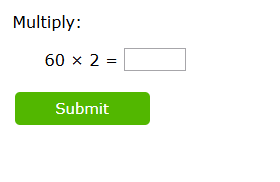 Multiply:
60 × 2 =
Submit